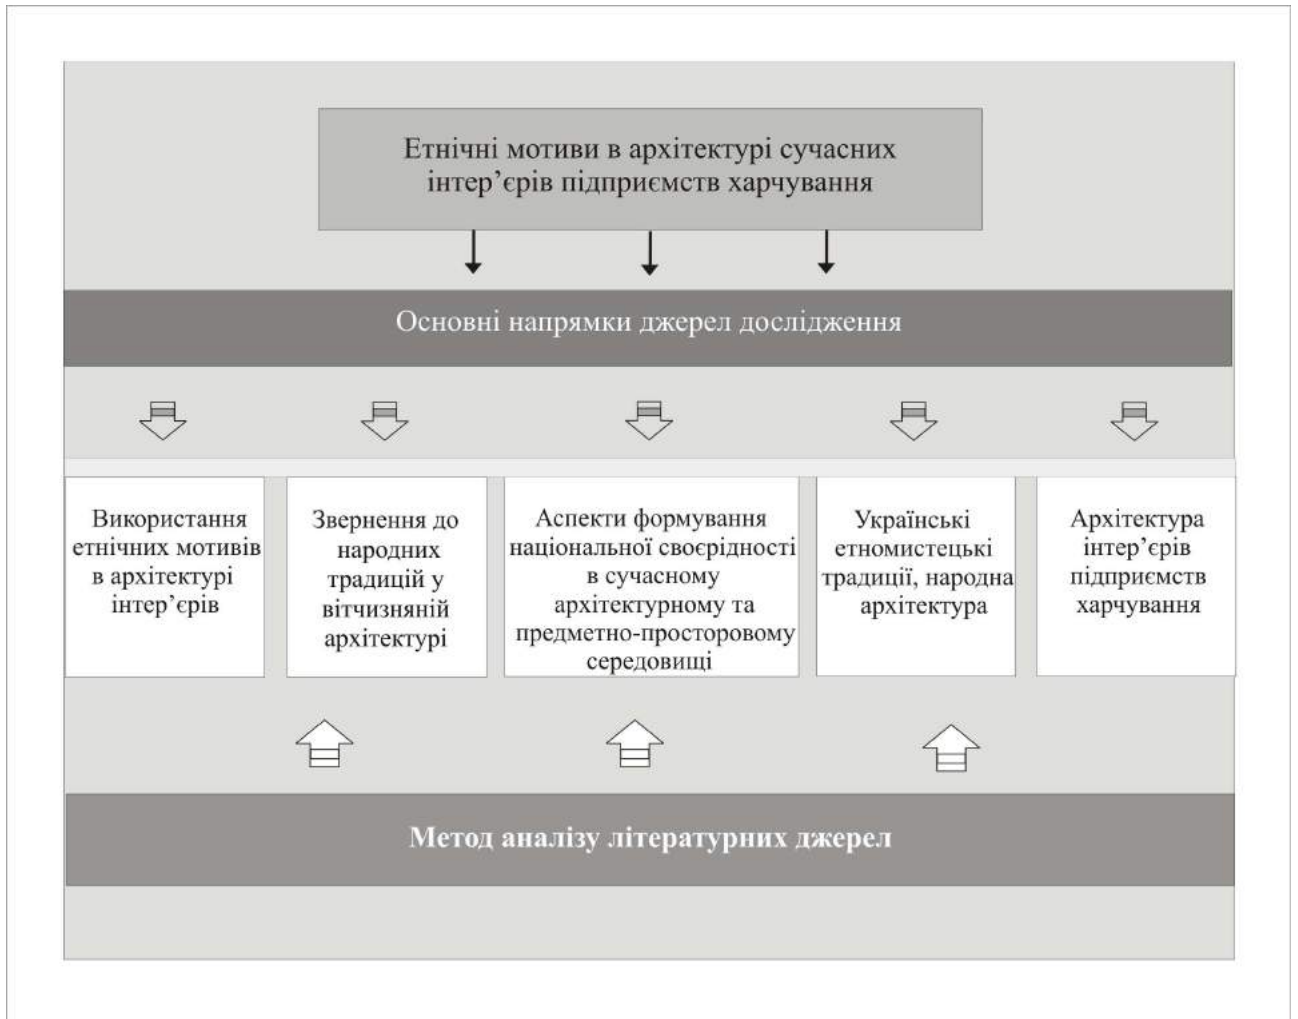 Етнічні мотиви в архітектурі сучасних
інтер’єрів підприємств харчування
Основні напрямки джерел дослідження
Використання
етнічних мотивів
в архітектурі
інтер’єрів
Звернення до
народних
традицій у
вітчизняній
архітектурі
Аспекти формування
національної своєрідності
в сучасному
архітектурному та
предметно-просторовому
середовищі
Українські
етномистецькі
традиції, народна
архітектура
Архітектура
інтер’єрів
підприємств
харчування
Метод аналізу літературних джерел